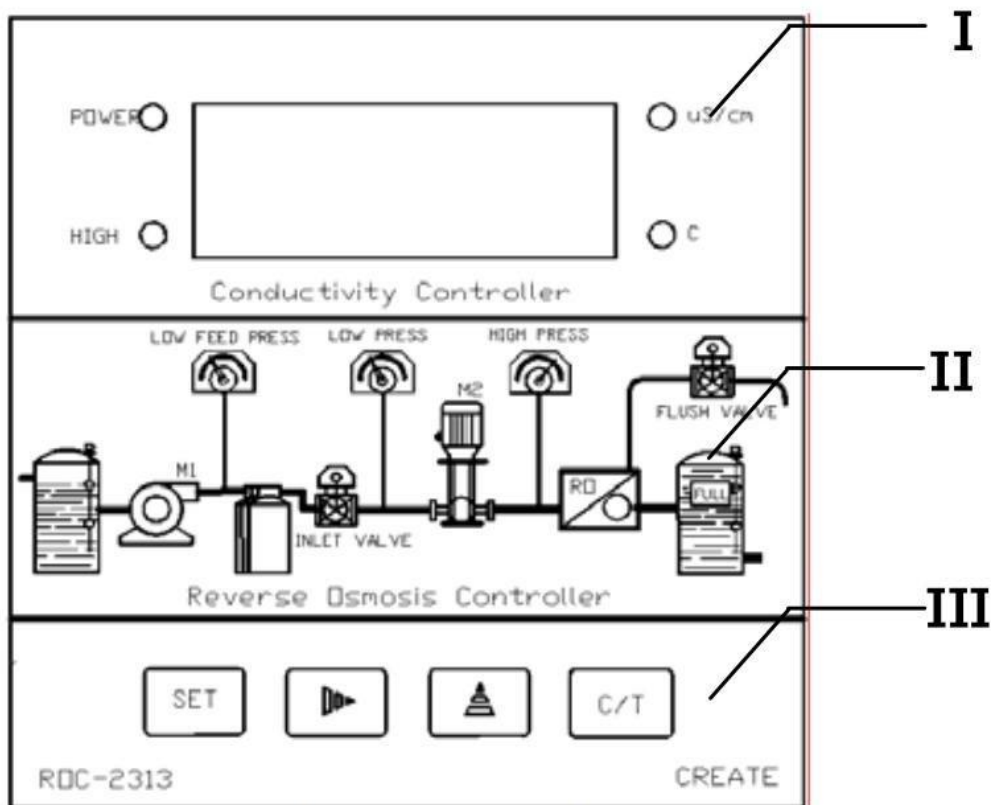 I
POWER
uS/cm
HIGH
C
Conductivity Controller
LOW FEED PRESS
LOW PRESS
HIGH PRESS
II
M2
FLUSH VALVE
M1
RO
FULL
INLET VALVE
Reverse Osmosis Controller
III
SET
C/T
ROC-2313
CREATE